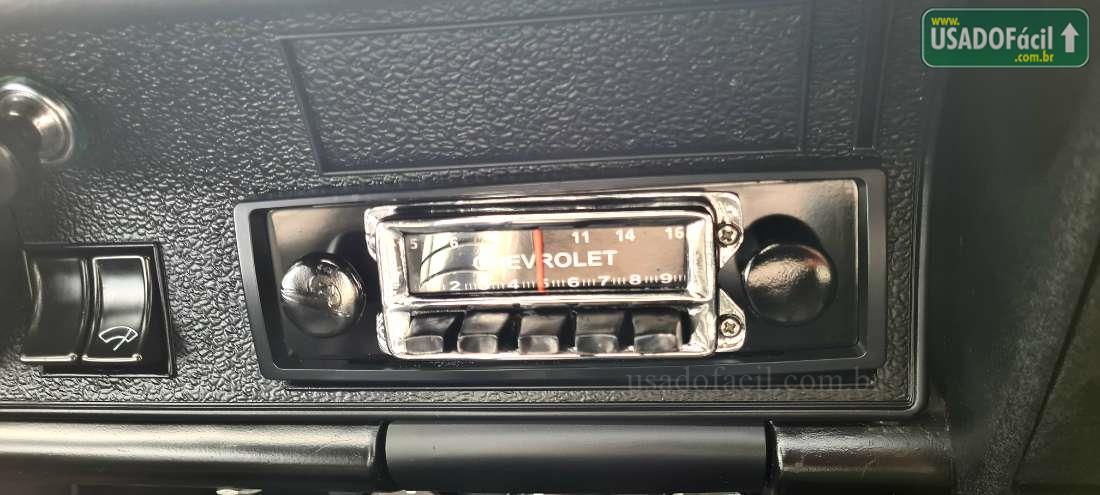 www.
USADOFácil
.com.br
5 6 11 14 16
CHEVROLET
2 3 4 5 6 7 8 9
usadofacil.com.br